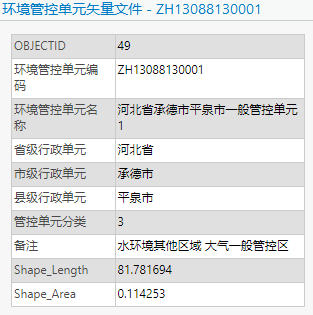 环境管控单元矢量文件 - ZH13088130001
OBJECTID 49
环境管控单元编
码 ZH13088130001
环境管控单元名
称 河北省承德市平泉市一般管控单元
1
省级行政单元 河北省
市级行政单元 承德市
县级行政单元 平泉市
管控单元分类 3
备注 水环境其他区域 大气一般管控区
Shape_Length 81.781694
Shape_Area 0.114253